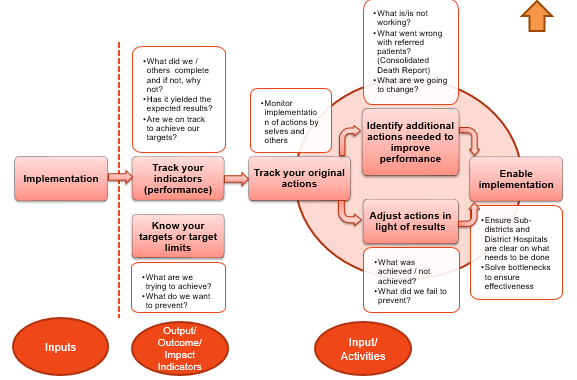 •What is/is not
working?
•What went wrong
with referred
patients?
(Consolidated
Death Report)
•What are we going
to change?
•What did we /
others complete
and if not, why
not?
•Has it yielded the
expected results?
•Are we on track
to achieve our
targets?
•Monitor
implementatio
n of actions by
selves and
others
Identify additional
actions needed to
improve
performance
Implementation
Track your
indicators
(performance)
Track your original
actions
Enable
implementation
Know your
targets or target
limits
Adjust actions in
light of results
•Ensure Sub-
districts and
District Hospitals
are clear on what
needs to be done
•Solve bottlenecks
to ensure
effectiveness
•What are we
trying to achieve?
•What do we want
to prevent?
•What was
achieved / not
achieved?
•What did we fail to
prevent?
Inputs
Output/
Outcome/
Impact
Indicators
Input/
Activities